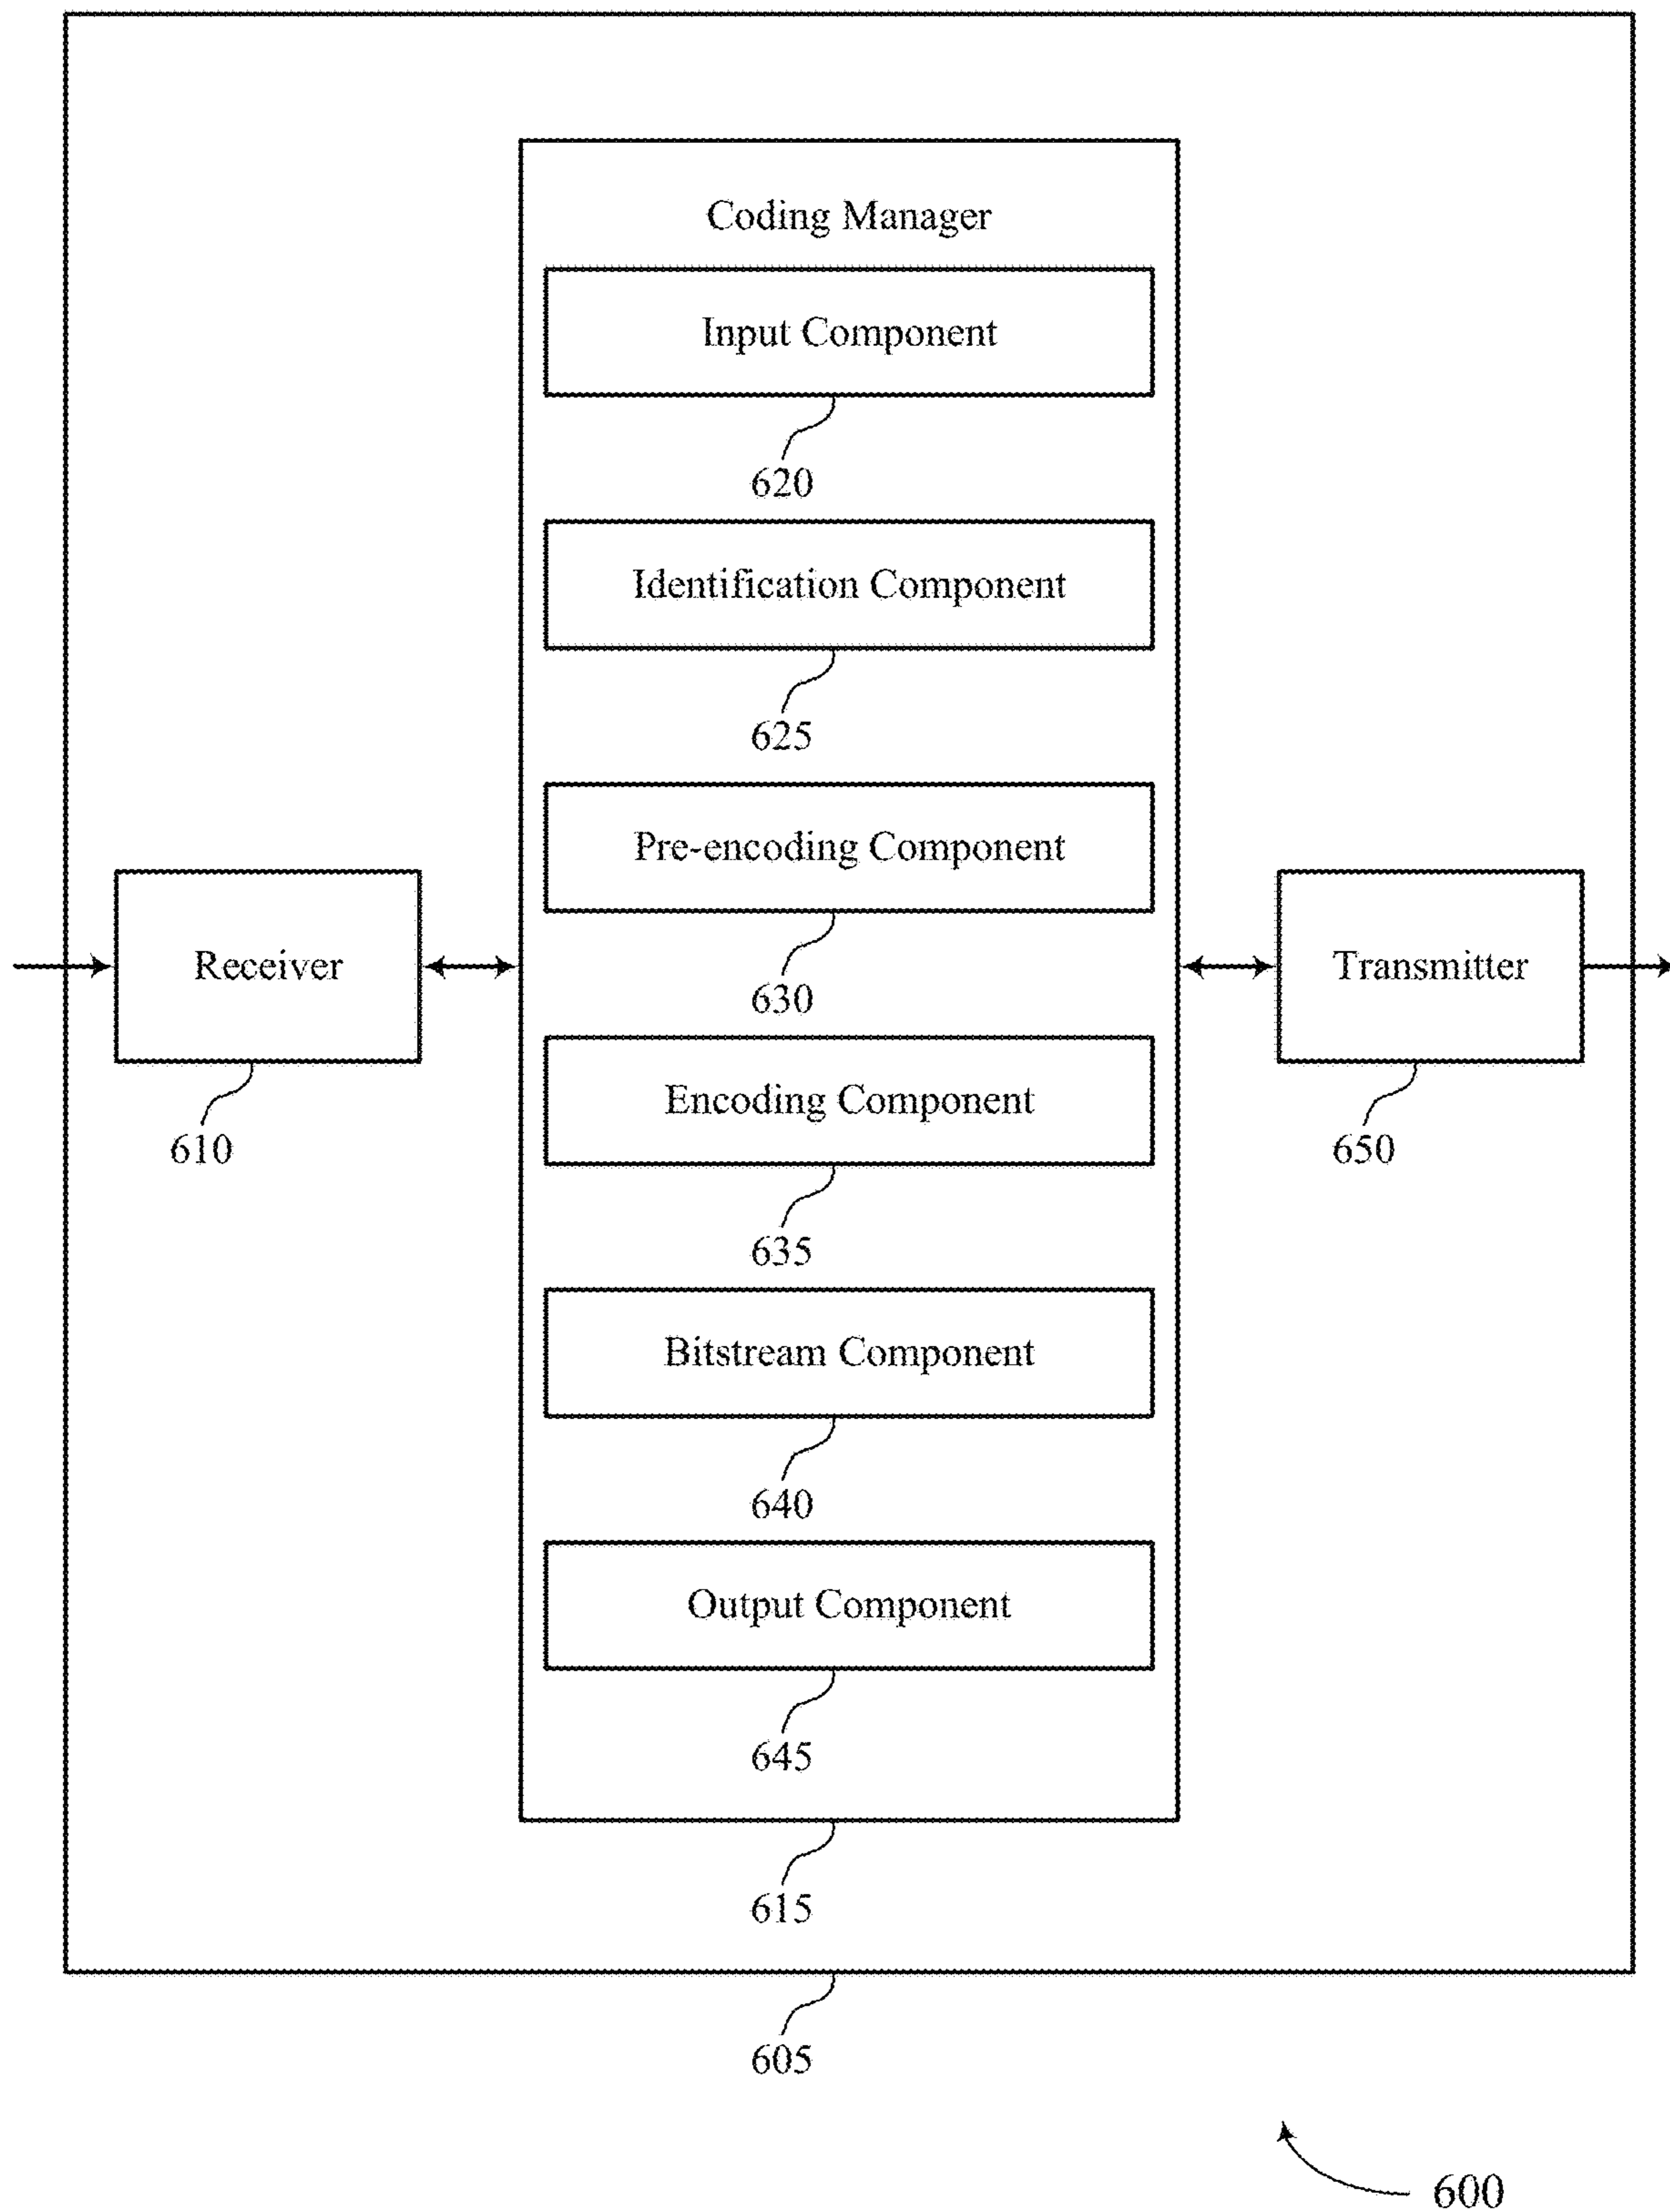 Coding Manager
Input Component
620
Identification Component
625
Pre-encoding Component
630
Receiver
610
Transmitter
650
Encoding Component
635
Bitstream Component
640
Output Component
645
615
605
600